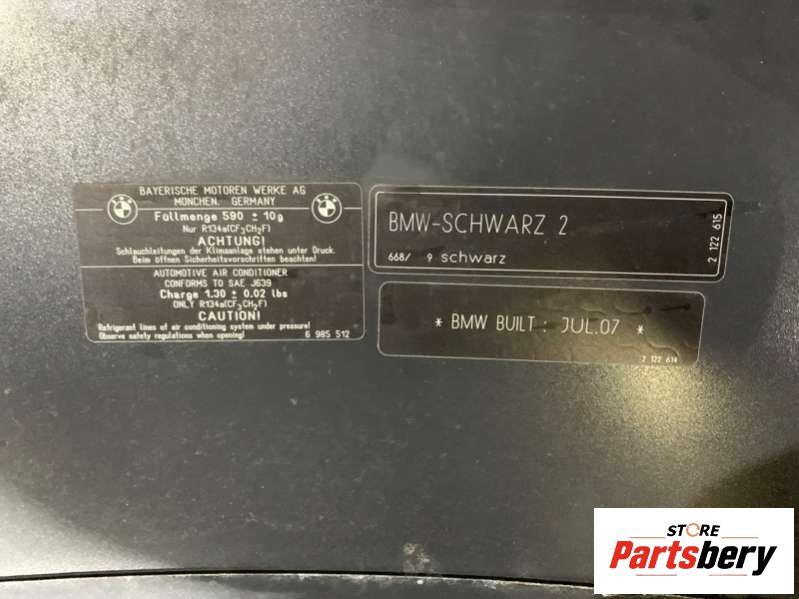 BAYERISCHE MOTOREN WERKE AG
MÜNCHEN, GERMANY
Füllmenge 590 ± 10g
Nur R134a(CF₃CH₂F)
ACHTUNG!
Schlauchleitungen der Klimaanlage stehen unter Druck.
Beim öffnen Sicherheitsvorschriften beachten!
AUTOMOTIVE AIR CONDITIONER
CONFORMS TO SAE J639
Charge 1.30 ± 0.02 lbs
ONLY R134a(CF₃CH₂F)
CAUTION!
Refrigerant lines of air conditioning system under pressure!
Observe safety regulations when opening!
6 985 512
BMW-SCHWARZ 2
668/ 9 schwarz
2 122 615
* BMW BUILT : JUL.07 *
2 122 614
STORE
Partsbery